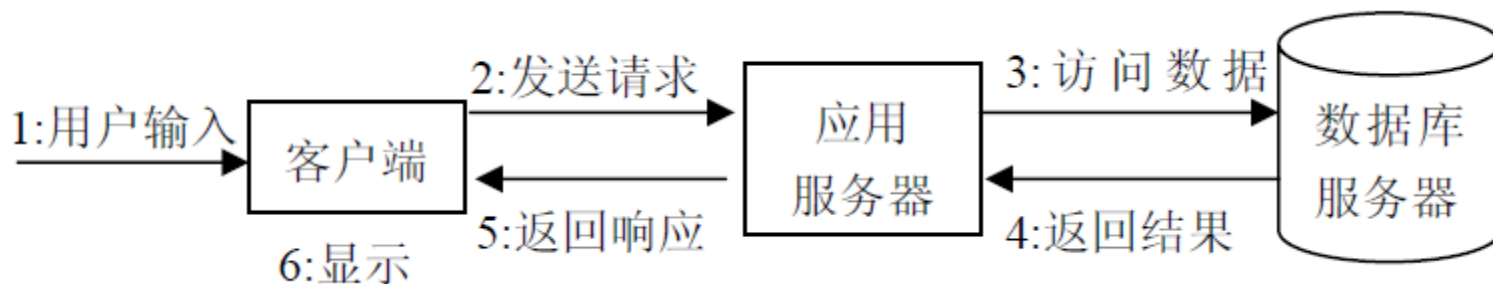 1:用户输入
客户端
2:发送请求
应用
服务器
3:访问数据
数据库
服务器
4:返回结果
5:返回响应
6:显示